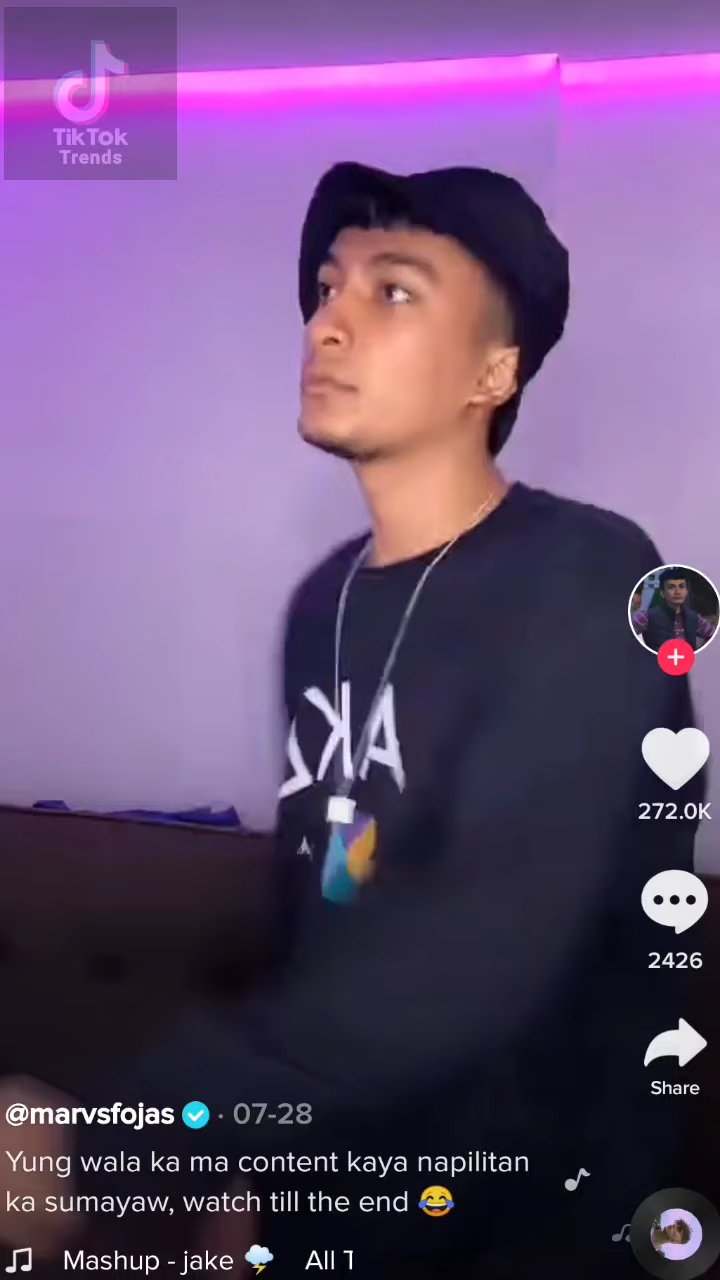 TikTok
Trends
AKA
272.0K
2426
Share
@marvsfojas · 07-28
Yung wala ka ma content kaya napilitan
ka sumayaw, watch till the end 😂
Mashup - jake 🌩️ All 1